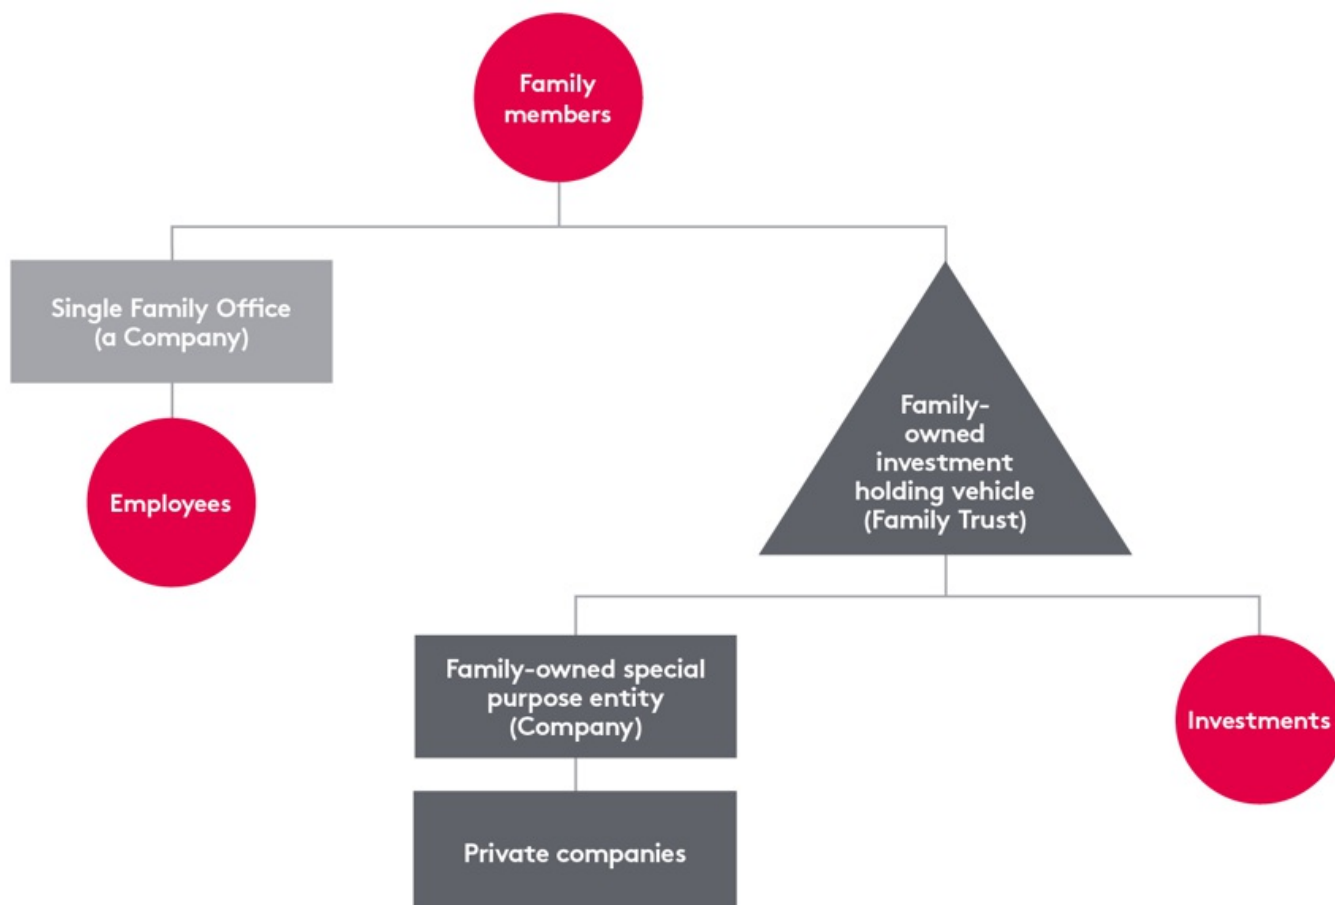 Family
members
Single Family Office
(a Company)
Employees
Family-
owned
investment
holding vehicle
(Family Trust)
Family-owned special
purpose entity
(Company)
Investments
Private companies